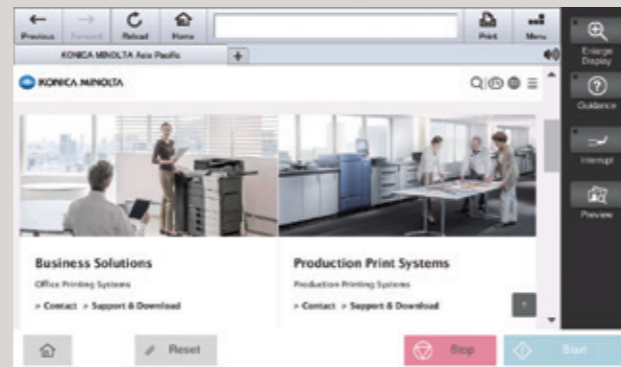 Previous Forward Reload Home Print Menu
KONICA MINOLTA Asia Pacific +
KONICA MINOLTA
Enlarge
Display
Guidance
Interrupt
Preview
Business Solutions
Production Print Systems
Office Printing Systems
Production Printing Systems
> Contact > Support & Download
> Contact > Support & Download
Reset
Stop
Start